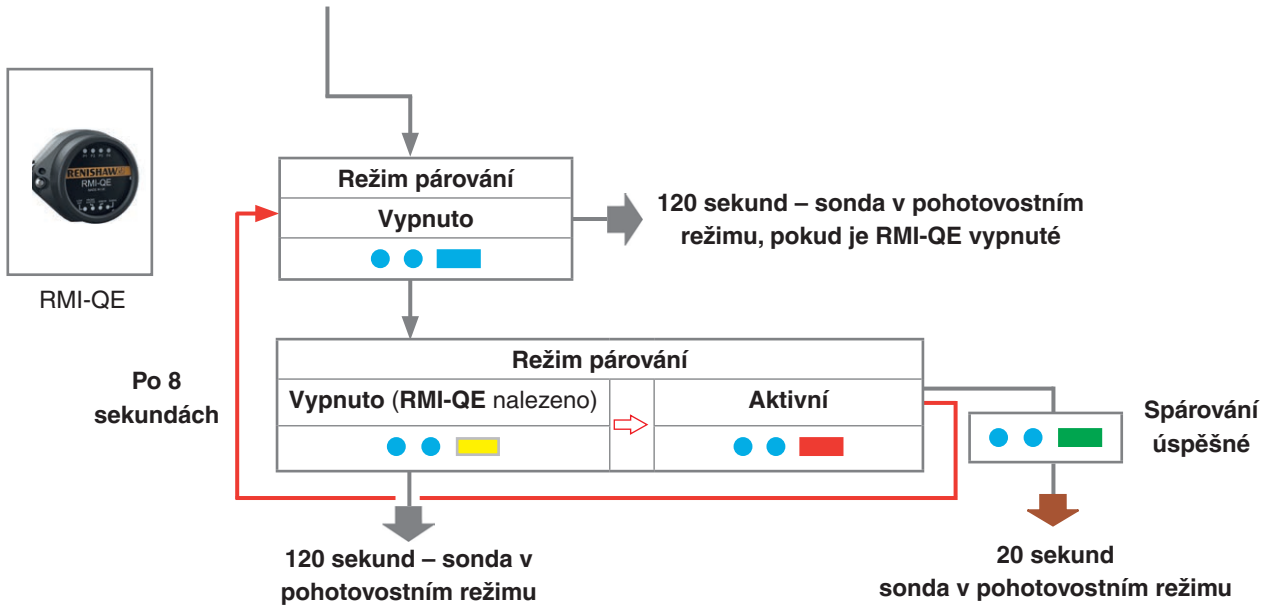 Režim párování
Vypnuto
120 sekund – sonda v pohotovostním
režimu, pokud je RMI-QE vypnuté
RENISHAW
RMI-QE
RMI-QE
Po 8
sekundách
Režim párování
Vypnuto (RMI-QE nalezeno)
Aktivní
Spárování
úspěšné
120 sekund – sonda v
pohotovostním režimu
20 sekund
sonda v pohotovostním režimu